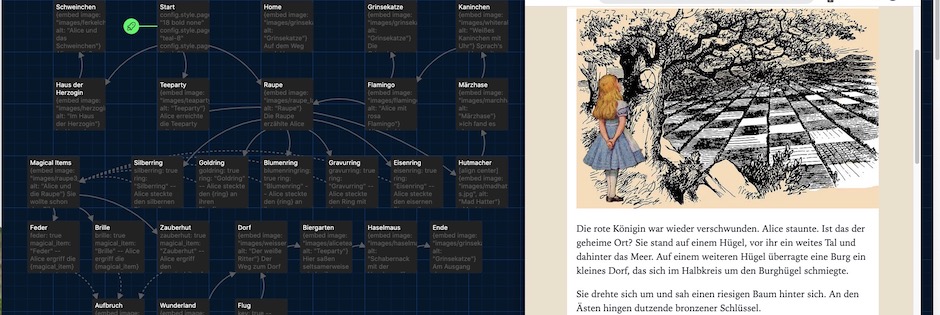 Schweinchen
{embed image:
"images/ferkelch
alt: "Alice und
das
Schweinchen"}
Start
config.style.page
"18 bold none"
config.style.page
"teal-8"
config.style.page
Home
{embed image:
"images/grinsek
alt:
"Grinsekatze"}
Auf dem Weg
Grinsekatze
{embed image:
"images/grinseka
alt:
"Grinsekatze"}
Die
Kaninchen
{embed image:
"images/whiterab
alt: "Weißes
Kaninchen mit
Uhr"} Sprach's
Haus der
Herzogin
{embed image:
"images/herzogi
alt: "Im Haus
der Herzogin"}
Teeparty
{embed image:
"images/teaparty
alt: "Teeparty"}
Alice erreichte
die Teeparty
Raupe
{embed image:
"images/raupe_k
alt: "Raupe"}
Die Raupe
erzählte Alice
Flamingo
{embed image:
"images/flaming
alt: "Alice mit
rosa
Flamingo"}
Märzhase
{embed image:
"images/marchh
alt:
"Märzhase"}
»Ich fand es
Magical Items
{embed image:
"images/raupe3.
alt: "Alice und
die Raupe"} Sie
wollte schon
Silberring
silberring: true
ring:
"Silberring"
--
Alice steckte
den silbernen
Goldring
goldring: true
ring:
"Goldring" --
Alice steckte
den {ring} an
ihren
Blumenring
blumenring:
true ring:
"Blumenring" -
- Alice steckte
den {ring} an
Gravurring
gravurring:
true ring:
"Gravurring" --
Alice steckte
den Ring mit
Eisenring
eisenring: true
ring:
"Eisenring" --
Alice steckte
den eisernen
Hutmacher
{align center}
{embed image:
"images/madhat
s.jpg", alt:
"Mad Hatter"}
Feder
feder: true
magical_item:
"Feder" --
Alice ergriff die
{magical_item}
Brille
brille: true
magical_item:
"Brille" -- Alice
ergriff die
{magical_item}
Zauberhut
zauberhut: true
magical_item:
"Zauberhut" --
Alice ergriff
den
Dorf
{embed image:
"images/weisser
alt: "Der weiße
Ritter"} Der
Weg zum Dorf
Biergarten
{embed image:
"images/alicetea
alt: "Teeparty"}
Hier saßen
seltsamerweise
Haselmaus
{embed image:
"images/haselm
alt:
"Schabernack
mit der
Ende
{embed image:
"images/grinseka
alt:
"Grinsekatze"}
Am Ausgang
Aufbruch
{embed image:
Wunderland
{embed image:
Flug
key: true --
Die rote Königin war wieder verschwunden. Alice staunte. Ist das der
geheime Ort? Sie stand auf einem Hügel, vor ihr ein weites Tal und
dahinter das Meer. Auf einem weiteren Hügel überragte eine Burg ein
kleines Dorf, das sich im Halbkreis um den Burghügel schmiegte.
Sie drehte sich um und sah einen riesigen Baum hinter sich. An den
Ästen hingen dutzende bronzener Schlüssel.